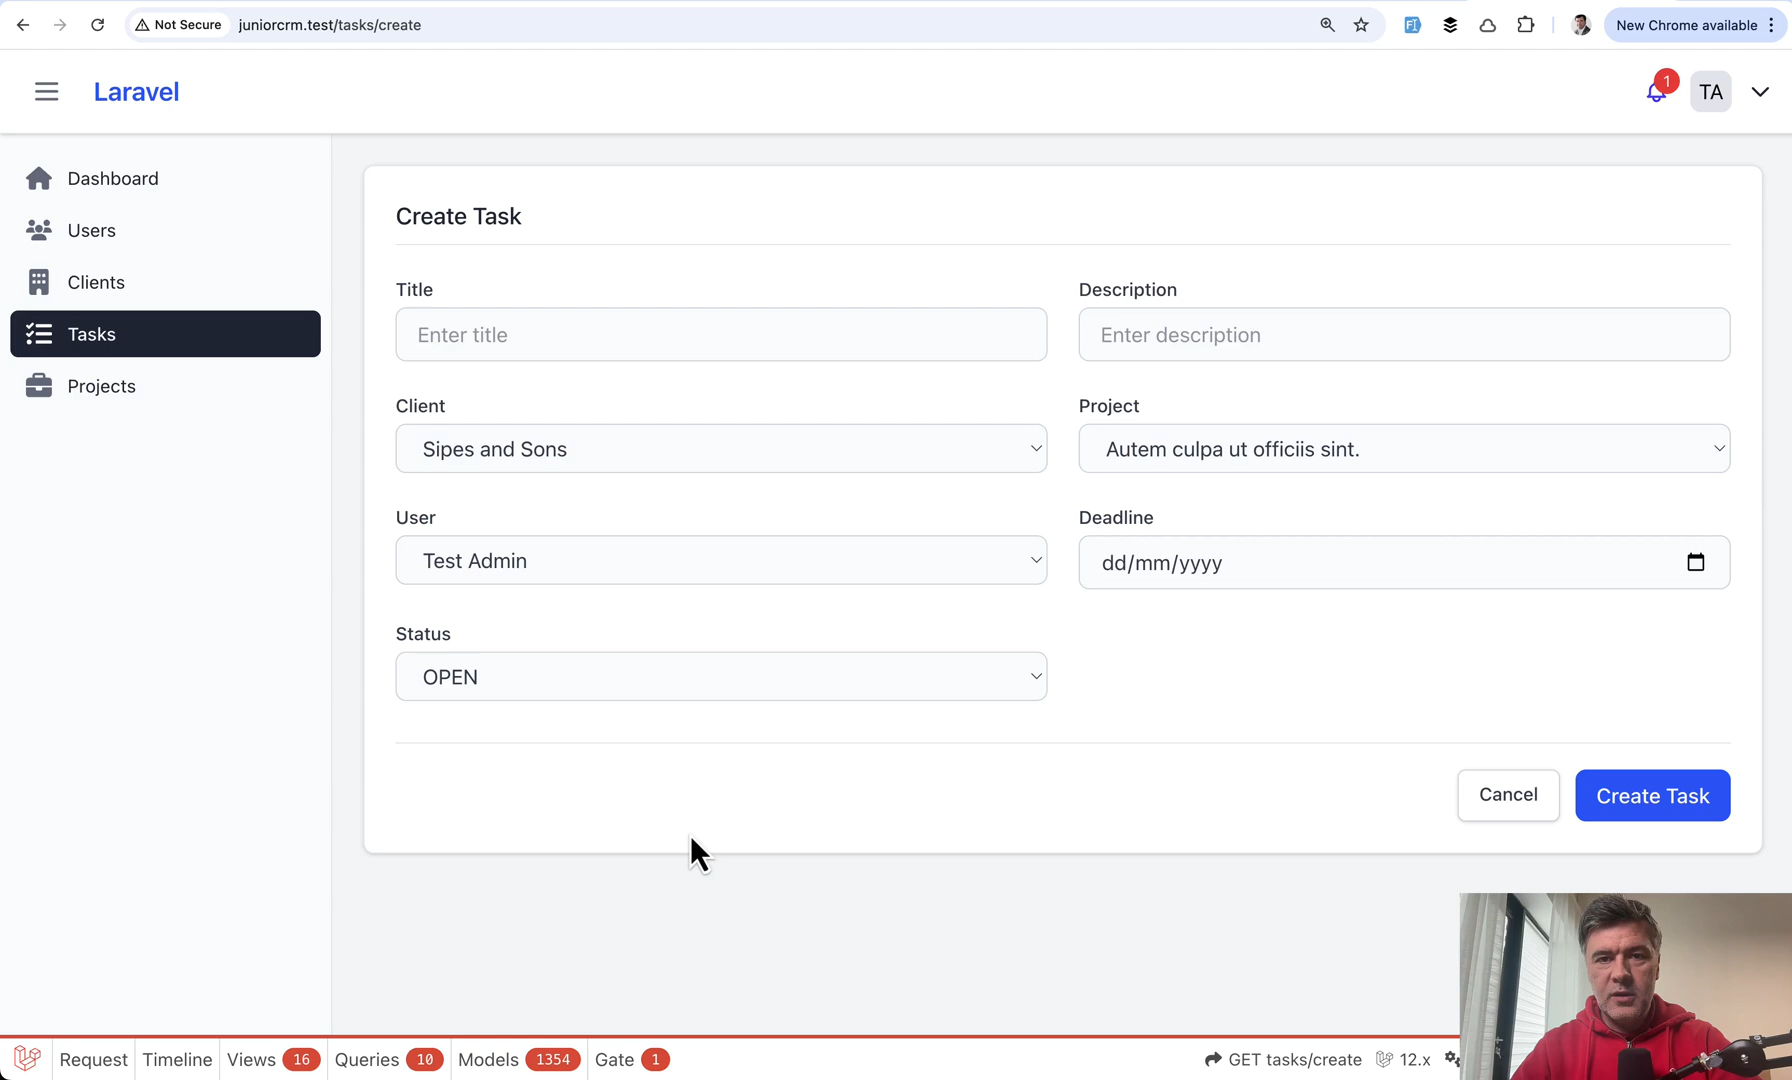 Not Secure juniorcrm.test/tasks/create New Chrome available
Laravel 1 TA
Dashboard
Users
Clients
Tasks
Projects
Create Task
Title Description
Enter title Enter description
Client Project
Sipes and Sons Autem culpa ut officiis sint.
User Deadline
Test Admin dd/mm/yyyy
Status
OPEN
Cancel Create Task
Request Timeline Views 16 Queries 10 Models 1354 Gate 1 GET tasks/create 12.x